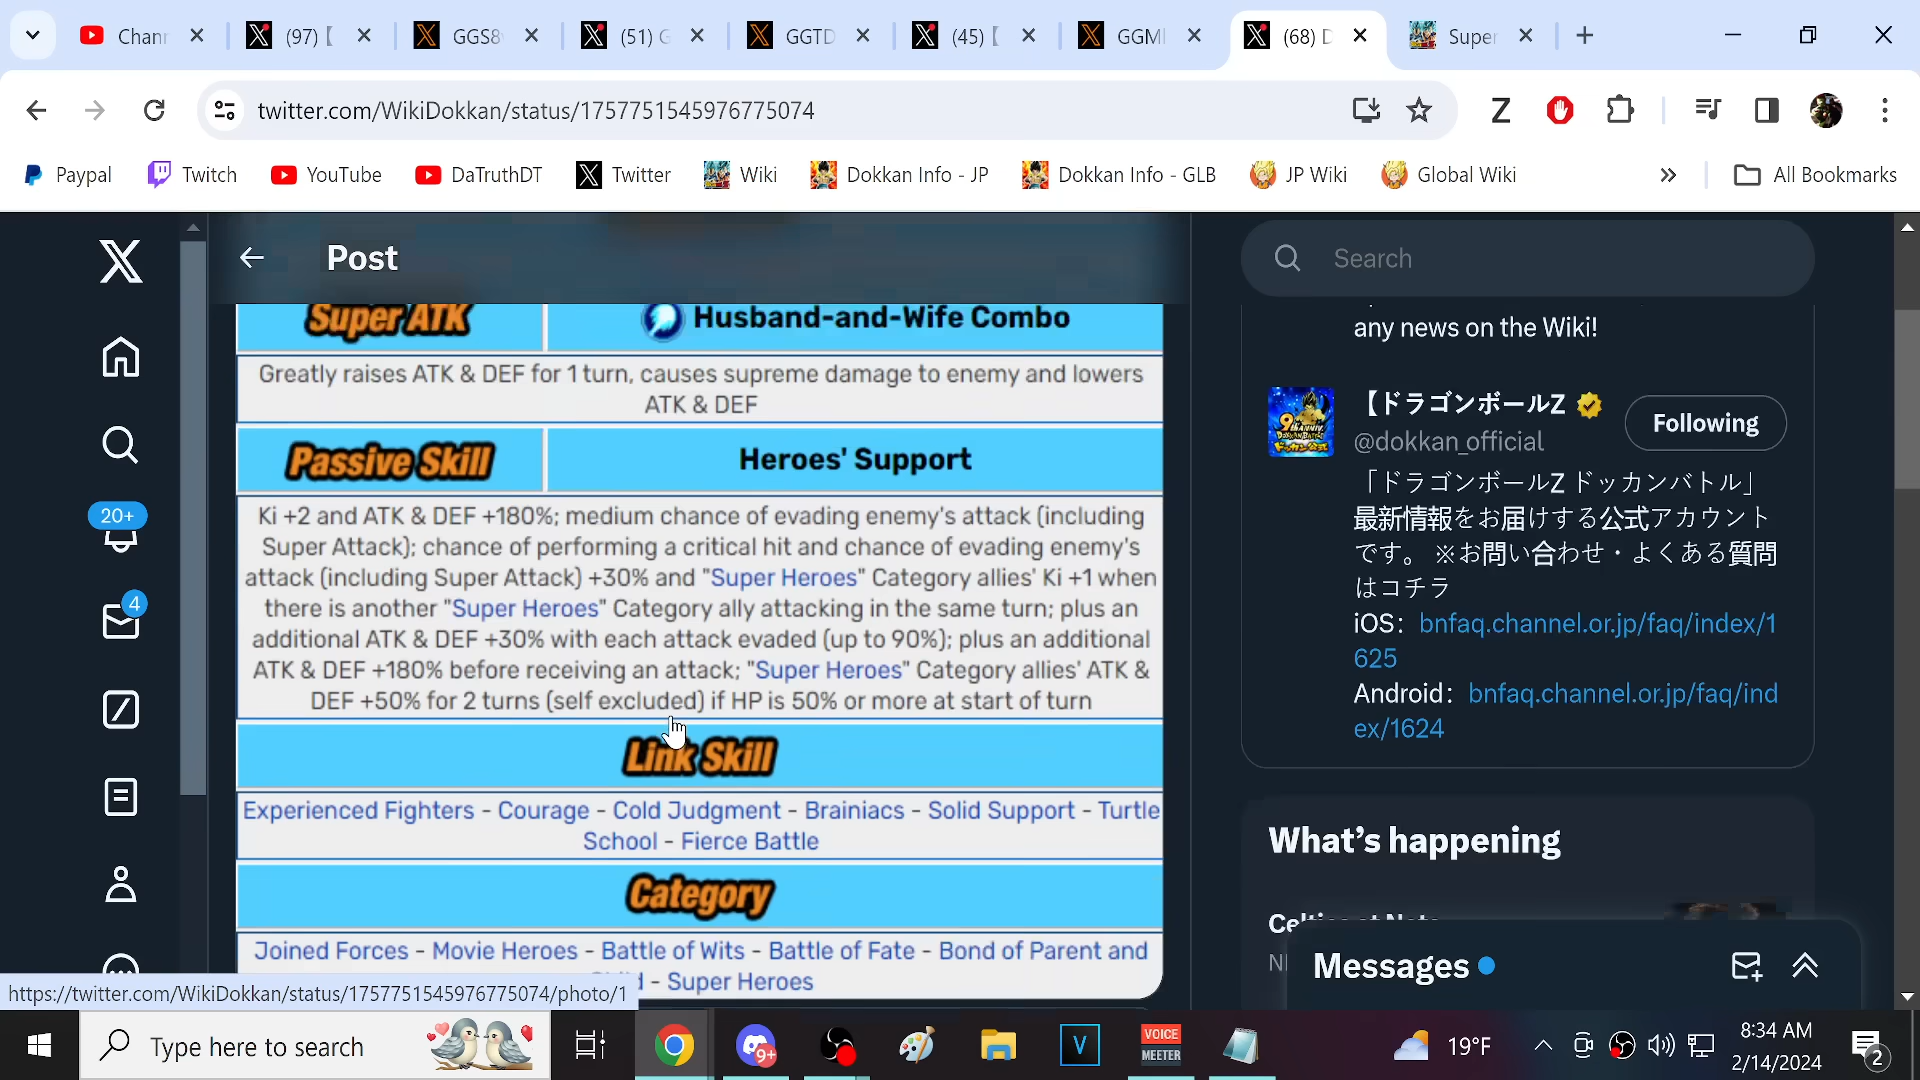 Chann
(97) 【
GGS8
(51) G
GGTD
(45) 【
GGM
(68) D
Super
twitter.com/WikiDokkan/status/1757751545976775074
Z
Paypal
Twitch
YouTube
DaTruthDT
Twitter
Wiki
Dokkan Info - JP
Dokkan Info - GLB
JP Wiki
Global Wiki
»
All Bookmarks
Post
Search
Super ATK
Husband-and-Wife Combo
Greatly raises ATK & DEF for 1 turn, causes supreme damage to enemy and lowers
ATK & DEF
Passive Skill
Heroes' Support
Ki +2 and ATK & DEF +180%; medium chance of evading enemy's attack (including
Super Attack); chance of performing a critical hit and chance of evading enemy's
attack (including Super Attack) +30% and "Super Heroes" Category allies' Ki +1 when
there is another "Super Heroes" Category ally attacking in the same turn; plus an
additional ATK & DEF +30% with each attack evaded (up to 90%); plus an additional
ATK & DEF +180% before receiving an attack; "Super Heroes" Category allies' ATK &
DEF +50% for 2 turns (self excluded) if HP is 50% or more at start of turn
Link Skill
Experienced Fighters - Courage - Cold Judgment - Brainiacs - Solid Support - Turtle
School - Fierce Battle
Category
Joined Forces - Movie Heroes - Battle of Wits - Battle of Fate - Bond of Parent and
- Super Heroes
20+
4
any news on the Wiki!
【ドラゴンボールZ
@dokkan_official
Following
「ドラゴンボールZ ドッカンバトル」
最新情報をお届けする公式アカウント
です。 ※お問い合わせ・よくある質問
はコチラ
iOS： bnfaq.channel.or.jp/faq/index/1
625
Android： bnfaq.channel.or.jp/faq/ind
ex/1624
What's happening
Messages
https://twitter.com/WikiDokkan/status/1757751545976775074/photo/1
Type here to search
9+
V
VOICE
MEETER
19°F
8:34 AM
2/14/2024
2